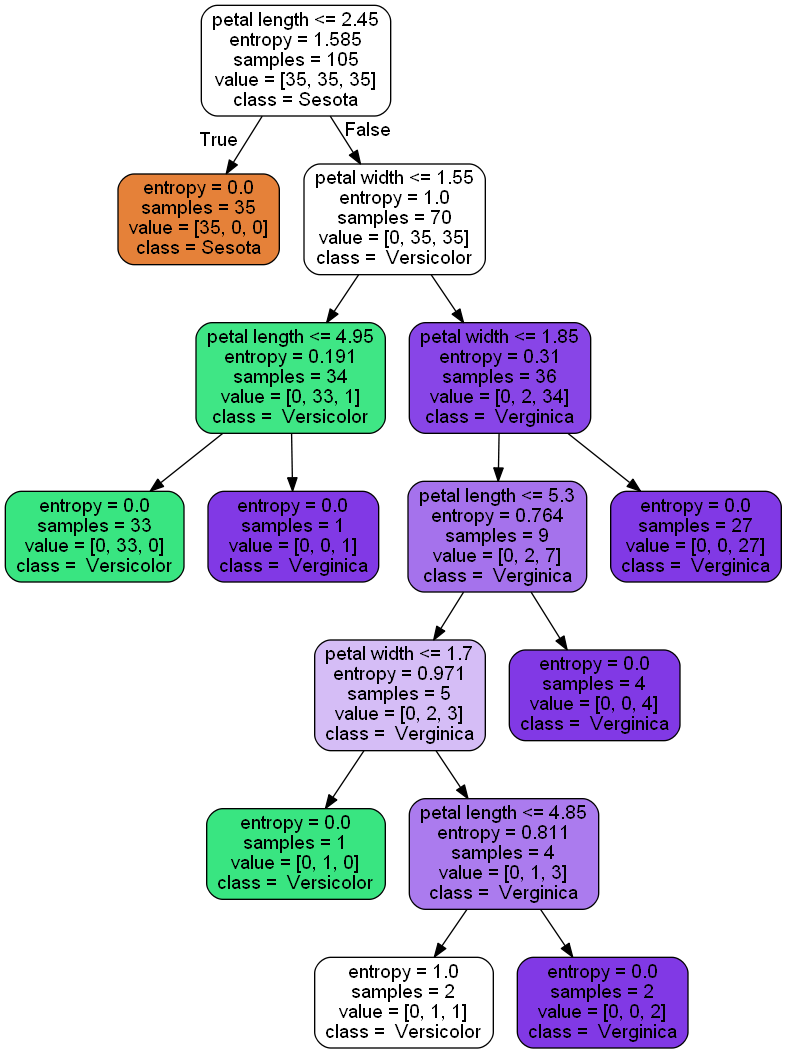 petal length <= 2.45
entropy = 1.585
samples = 105
value = [35, 35, 35]
class = Sesota
True
False
entropy = 0.0
samples = 35
value = [35, 0, 0]
class = Sesota
petal width <= 1.55
entropy = 1.0
samples = 70
value = [0, 35, 35]
class =  Versicolor
petal length <= 4.95
entropy = 0.191
samples = 34
value = [0, 33, 1]
class =  Versicolor
petal width <= 1.85
entropy = 0.31
samples = 36
value = [0, 2, 34]
class =  Verginica
entropy = 0.0
samples = 33
value = [0, 33, 0]
class =  Versicolor
entropy = 0.0
samples = 1
value = [0, 0, 1]
class =  Verginica
petal length <= 5.3
entropy = 0.764
samples = 9
value = [0, 2, 7]
class =  Verginica
entropy = 0.0
samples = 27
value = [0, 0, 27]
class =  Verginica
petal width <= 1.7
entropy = 0.971
samples = 5
value = [0, 2, 3]
class =  Verginica
entropy = 0.0
samples = 4
value = [0, 0, 4]
class =  Verginica
entropy = 0.0
samples = 1
value = [0, 1, 0]
class =  Versicolor
petal length <= 4.85
entropy = 0.811
samples = 4
value = [0, 1, 3]
class =  Verginica
entropy = 1.0
samples = 2
value = [0, 1, 1]
class =  Versicolor
entropy = 0.0
samples = 2
value = [0, 0, 2]
class =  Verginica